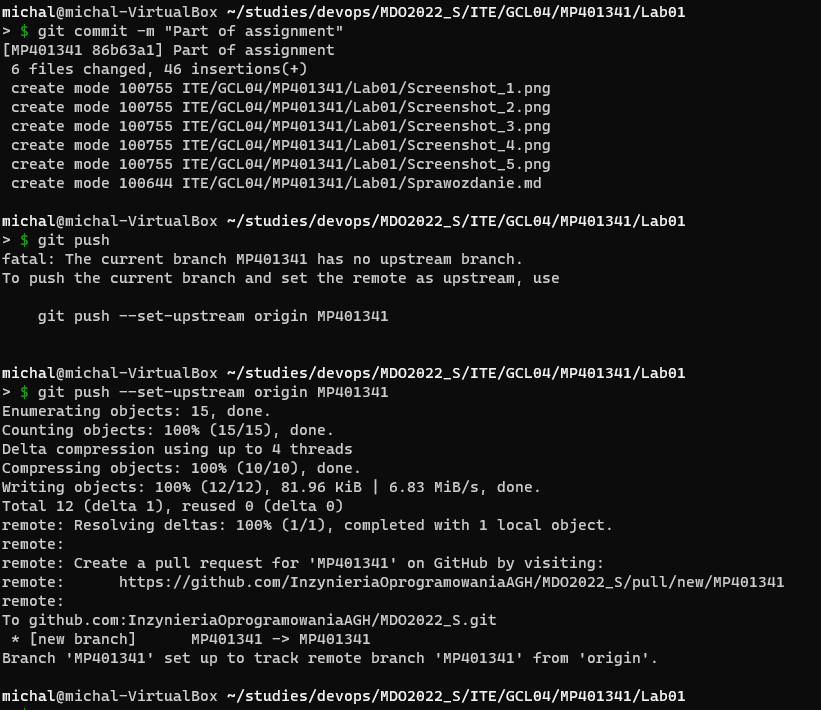 michal@michal-VirtualBox ~/studies/devops/MDO2022_S/ITE/GCL04/MP401341/Lab01
> $ git commit -m "Part of assignment"
[MP401341 86b63a1] Part of assignment
 6 files changed, 46 insertions(+)
 create mode 100755 ITE/GCL04/MP401341/Lab01/Screenshot_1.png
 create mode 100755 ITE/GCL04/MP401341/Lab01/Screenshot_2.png
 create mode 100755 ITE/GCL04/MP401341/Lab01/Screenshot_3.png
 create mode 100755 ITE/GCL04/MP401341/Lab01/Screenshot_4.png
 create mode 100755 ITE/GCL04/MP401341/Lab01/Screenshot_5.png
 create mode 100644 ITE/GCL04/MP401341/Lab01/Sprawozdanie.md
michal@michal-VirtualBox ~/studies/devops/MDO2022_S/ITE/GCL04/MP401341/Lab01
> $ git push
fatal: The current branch MP401341 has no upstream branch.
To push the current branch and set the remote as upstream, use
    git push --set-upstream origin MP401341
michal@michal-VirtualBox ~/studies/devops/MDO2022_S/ITE/GCL04/MP401341/Lab01
> $ git push --set-upstream origin MP401341
Enumerating objects: 15, done.
Counting objects: 100% (15/15), done.
Delta compression using up to 4 threads
Compressing objects: 100% (10/10), done.
Writing objects: 100% (12/12), 81.96 KiB | 6.83 MiB/s, done.
Total 12 (delta 1), reused 0 (delta 0)
remote: Resolving deltas: 100% (1/1), completed with 1 local object.
remote:
remote: Create a pull request for 'MP401341' on GitHub by visiting:
remote:      https://github.com/InzynieriaOprogramowaniaAGH/MDO2022_S/pull/new/MP401341
remote:
To github.com:InzynieriaOprogramowaniaAGH/MDO2022_S.git
 * [new branch]      MP401341 -> MP401341
Branch 'MP401341' set up to track remote branch 'MP401341' from 'origin'.
michal@michal-VirtualBox ~/studies/devops/MDO2022_S/ITE/GCL04/MP401341/Lab01